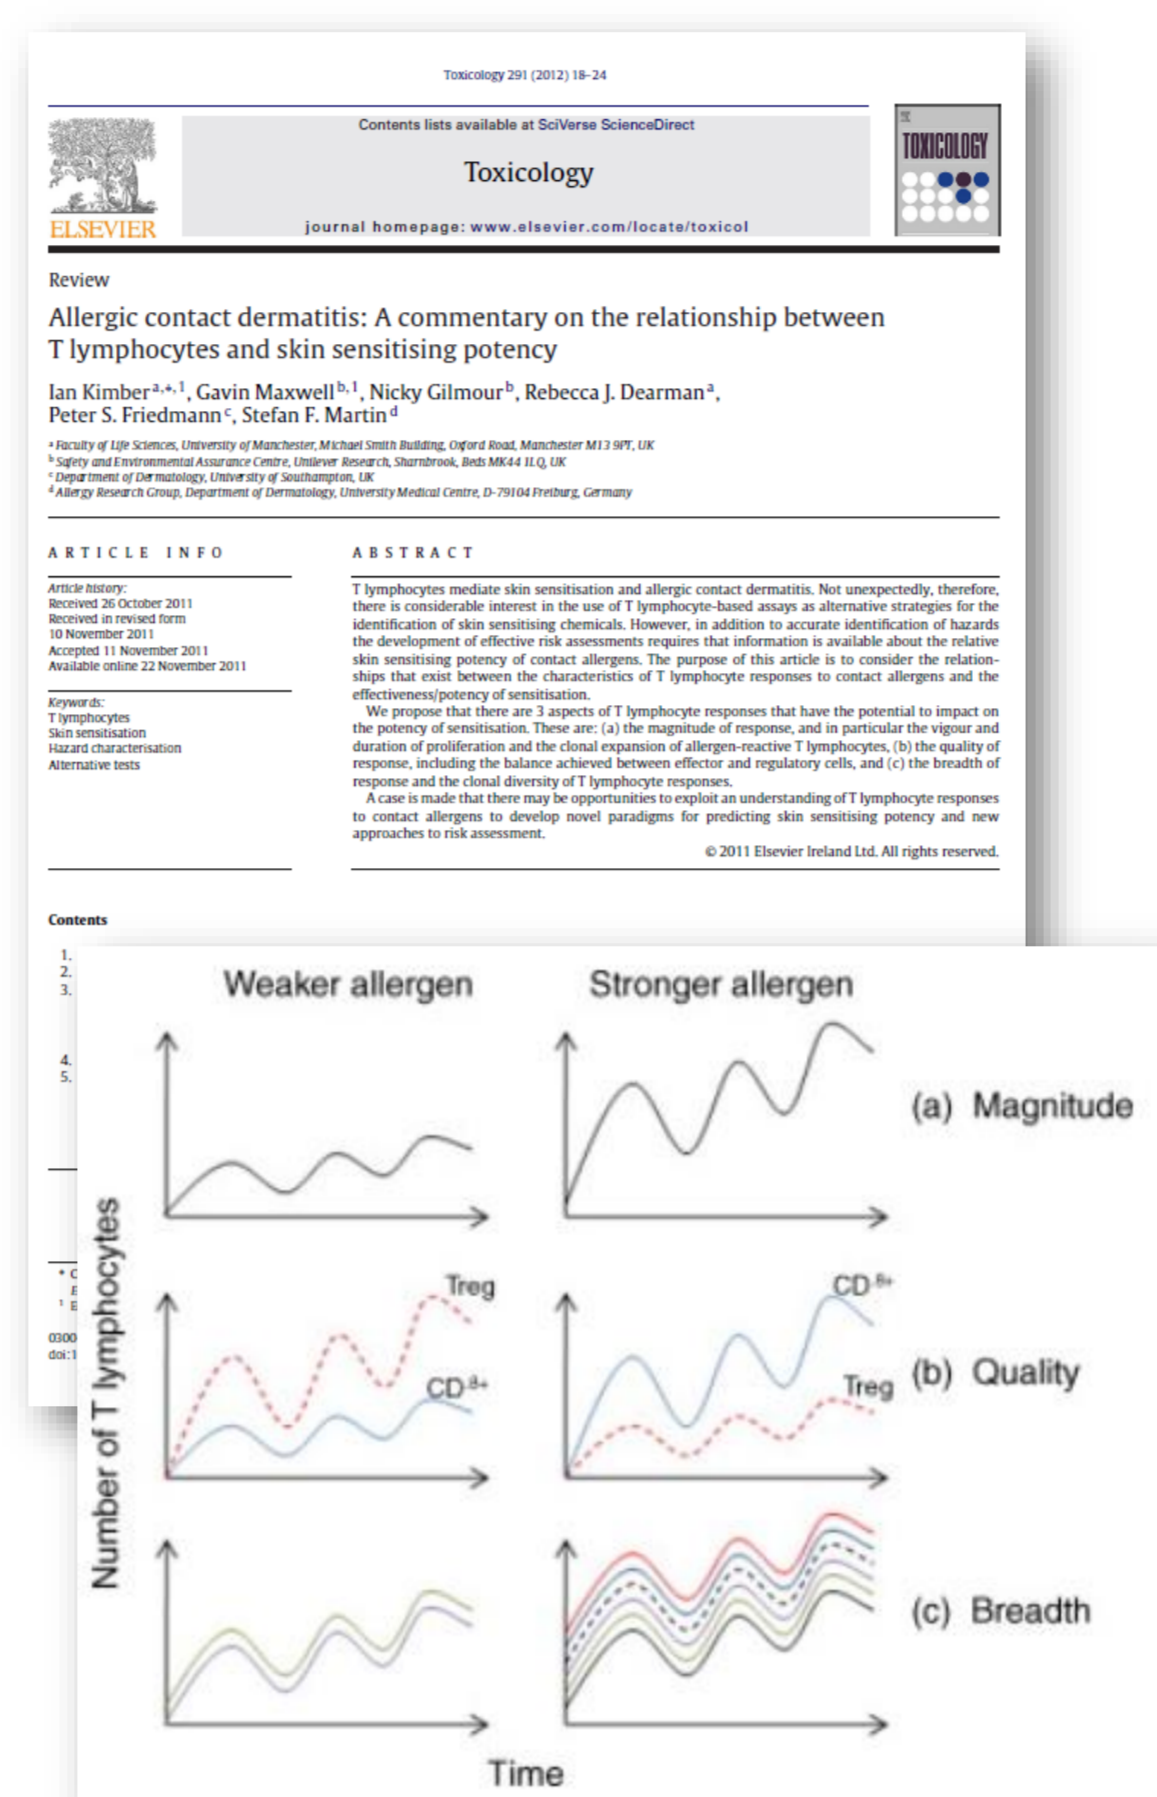 Toxicology 291 (2012) 18–24
Contents lists available at SciVerse ScienceDirect
Toxicology
journal homepage: www.elsevier.com/locate/toxicol
ELSEVIER
TOXICOLOGY
Review
Allergic contact dermatitis: A commentary on the relationship between
T lymphocytes and skin sensitising potency
Ian Kimber a,*,1, Gavin Maxwell b,1, Nicky Gilmour b, Rebecca J. Dearman a,
Peter S. Friedmann c, Stefan F. Martin d
a Faculty of Life Sciences, University of Manchester, Michael Smith Building, Oxford Road, Manchester M13 9PT, UK
b Safety and Environmental Assurance Centre, Unilever Research, Sharnbrook, Beds MK44 1LQ, UK
c Department of Dermatology, University of Southampton, UK
d Allergy Research Group, Department of Dermatology, University Medical Centre, D-79104 Freiburg, Germany
ARTICLE INFO
Article history:
Received 26 October 2011
Received in revised form
10 November 2011
Accepted 11 November 2011
Available online 22 November 2011
Keywords:
T lymphocytes
Skin sensitisation
Hazard characterisation
Alternative tests
ABSTRACT
T lymphocytes mediate skin sensitisation and allergic contact dermatitis. Not unexpectedly, therefore,
there is considerable interest in the use of T lymphocyte-based assays as alternative strategies for the
identification of skin sensitising chemicals. However, in addition to accurate identification of hazards
the development of effective risk assessments requires that information is available about the relative
skin sensitising potency of contact allergens. The purpose of this article is to consider the relation-
ships that exist between the characteristics of T lymphocyte responses to contact allergens and the
effectiveness/potency of sensitisation.
We propose that there are 3 aspects of T lymphocyte responses that have the potential to impact on
the potency of sensitisation. These are: (a) the magnitude of response, and in particular the vigour and
duration of proliferation and the clonal expansion of allergen-reactive T lymphocytes, (b) the quality of
response, including the balance achieved between effector and regulatory cells, and (c) the breadth of
response and the clonal diversity of T lymphocyte responses.
A case is made that there may be opportunities to exploit an understanding of T lymphocyte responses
to contact allergens to develop novel paradigms for predicting skin sensitising potency and new
approaches to risk assessment.
© 2011 Elsevier Ireland Ltd. All rights reserved.
Contents
1.
2.
3.
4.
5.
* C
E
1 E
0300
doi:1
Weaker allergen
Stronger allergen
(a) Magnitude
Treg
CD8+
CD8+
Treg
(b) Quality
(c) Breadth
Number of T lymphocytes
Time